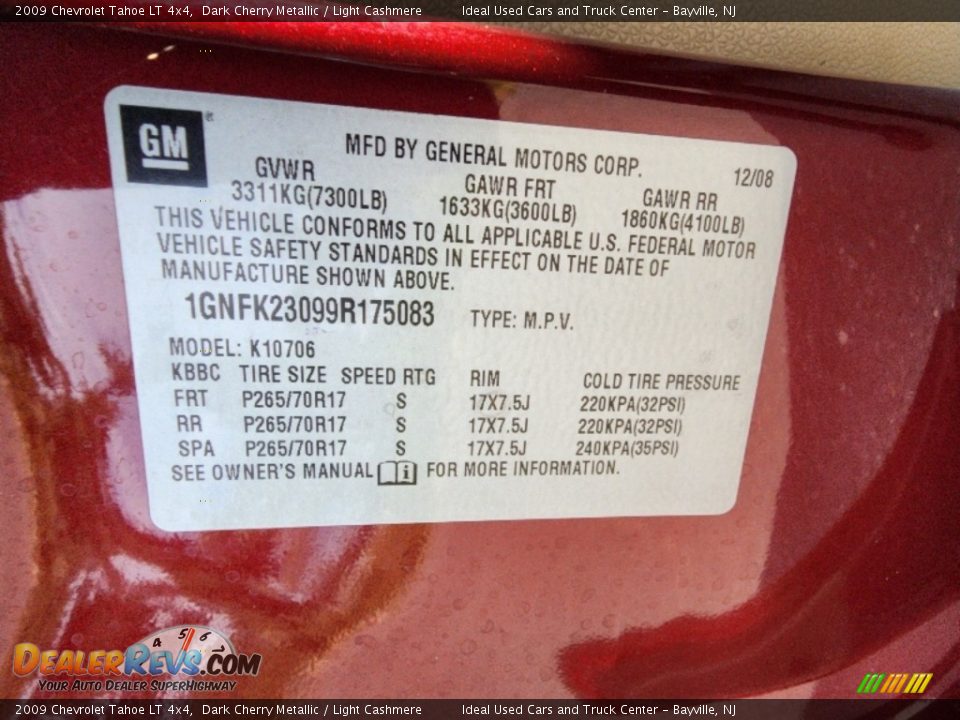 2009 Chevrolet Tahoe LT 4x4, Dark Cherry Metallic / Light Cashmere Ideal Used Cars and Truck Center – Bayville, NJ
GM
MFD BY GENERAL MOTORS CORP. 12/08
GVWR GAWR FRT GAWR RR
3311KG(7300LB) 1633KG(3600LB) 1860KG(4100LB)
THIS VEHICLE CONFORMS TO ALL APPLICABLE U.S. FEDERAL MOTOR
VEHICLE SAFETY STANDARDS IN EFFECT ON THE DATE OF
MANUFACTURE SHOWN ABOVE.
1GNFK23099R175083 TYPE: M.P.V.
MODEL: K10706
KBBC TIRE SIZE SPEED RTG RIM COLD TIRE PRESSURE
FRT P265/70R17 S 17X7.5J 220KPA(32PSI)
RR P265/70R17 S 17X7.5J 220KPA(32PSI)
SPA P265/70R17 S 17X7.5J 240KPA(35PSI)
SEE OWNER'S MANUAL i FOR MORE INFORMATION.
4 5 6
DEALERREVS.COM
YOUR AUTO DEALER SUPERHIGHWAY
2009 Chevrolet Tahoe LT 4x4, Dark Cherry Metallic / Light Cashmere Ideal Used Cars and Truck Center – Bayville, NJ